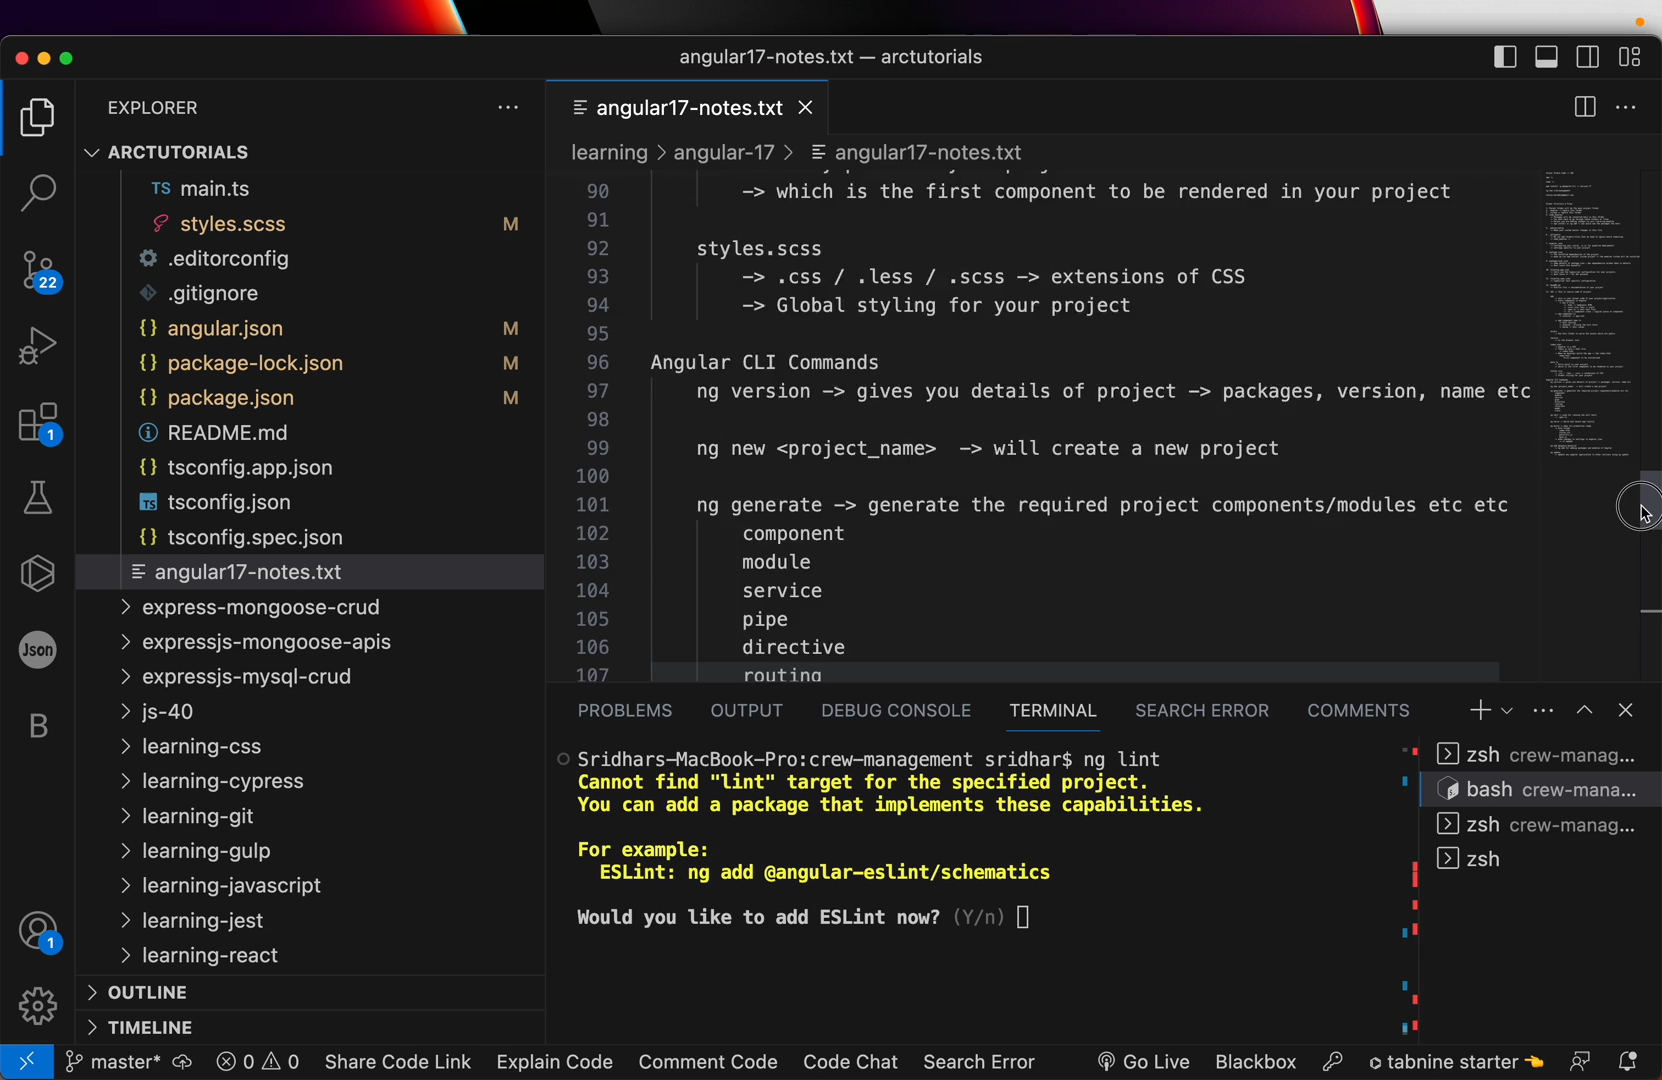 angular17-notes.txt — arctutorials
EXPLORER
ARCTUTORIALS
TS main.ts
styles.scss M
.editorconfig
.gitignore
{} angular.json M
{} package-lock.json M
{} package.json M
README.md
{} tsconfig.app.json
TS tsconfig.json
{} tsconfig.spec.json
angular17-notes.txt
express-mongoose-crud
expressjs-mongoose-apis
expressjs-mysql-crud
js-40
learning-css
learning-cypress
learning-git
learning-gulp
learning-javascript
learning-jest
learning-react
OUTLINE
TIMELINE
22
1
Json
B
1
angular17-notes.txt
learning > angular-17 > angular17-notes.txt
90 -> which is the first component to be rendered in your project
91
92 styles.scss
93 -> .css / .less / .scss -> extensions of CSS
94 -> Global styling for your project
95
96 Angular CLI Commands
97 ng version -> gives you details of project -> packages, version, name etc
98
99 ng new <project_name> -> will create a new project
100
101 ng generate -> generate the required project components/modules etc etc
102 component
103 module
104 service
105 pipe
106 directive
107 routing
PROBLEMS OUTPUT DEBUG CONSOLE TERMINAL SEARCH ERROR COMMENTS
Sridhars-MacBook-Pro:crew-management sridhar$ ng lint
Cannot find "lint" target for the specified project.
You can add a package that implements these capabilities.
For example:
ESLint: ng add @angular-eslint/schematics
Would you like to add ESLint now? (Y/n)
zsh crew-manag...
bash crew-mana...
zsh crew-manag...
zsh
master* 0 0 Share Code Link Explain Code Comment Code Code Chat Search Error Go Live Blackbox tabnine starter